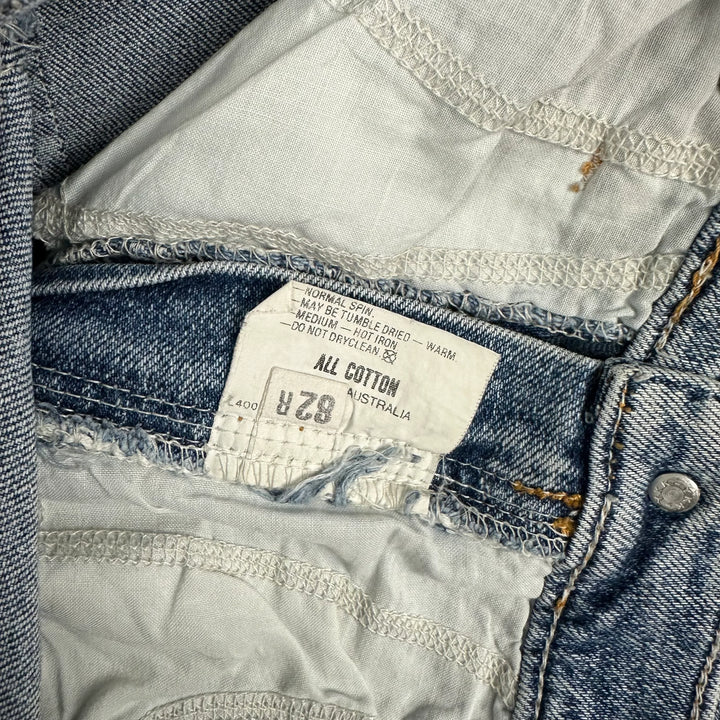 — NORMAL SPIN.
— MAY BE TUMBLE DRIED — WARM.
— MEDIUM — HOT IRON
— DO NOT DRYCLEAN
ALL COTTON
AUSTRALIA
400
82R